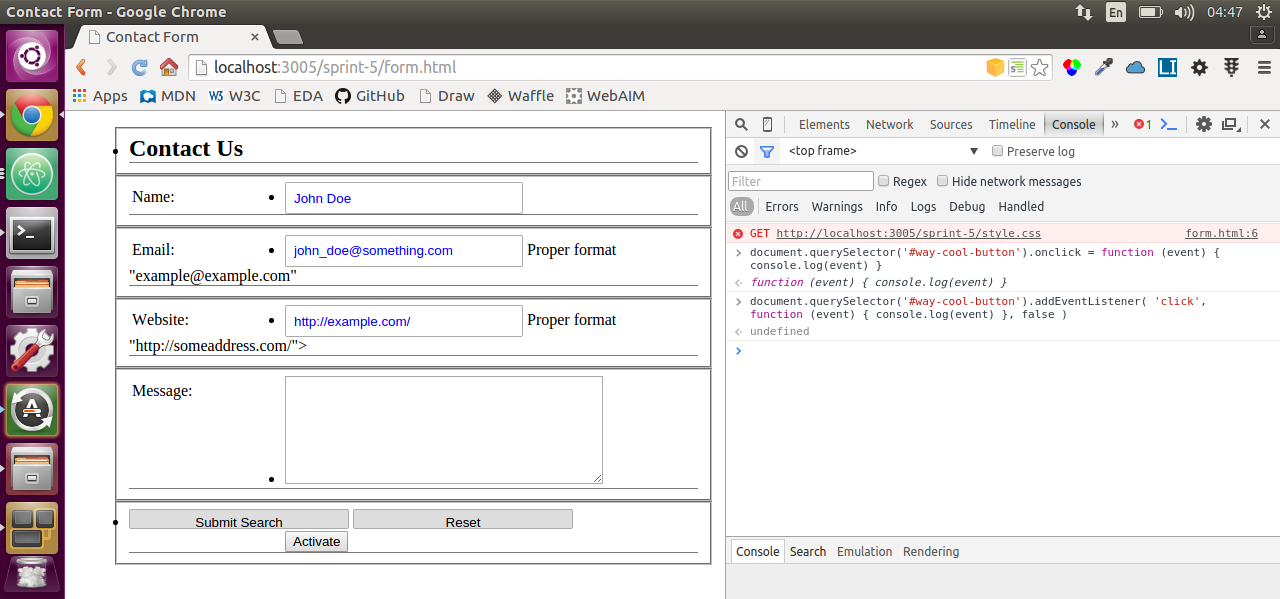 Contact Form - Google Chrome
En
04:47
Contact Form ×
localhost:3005/sprint-5/form.html
Apps MDN W3C EDA GitHub Draw Waffle WebAIM
Contact Us
Name: John Doe
Email: john_doe@something.com Proper format
"example@example.com"
Website: http://example.com/ Proper format
"http://someaddress.com/">
Message:
Submit Search Reset
Activate
Elements Network Sources Timeline Console » 1
<top frame> Preserve log
Filter Regex Hide network messages
All Errors Warnings Info Logs Debug Handled
GET http://localhost:3005/sprint-5/style.css form.html:6
document.querySelector('#way-cool-button').onclick = function (event) {
console.log(event) }
function (event) { console.log(event) }
document.querySelector('#way-cool-button').addEventListener( 'click',
function (event) { console.log(event) }, false )
undefined
Console Search Emulation Rendering